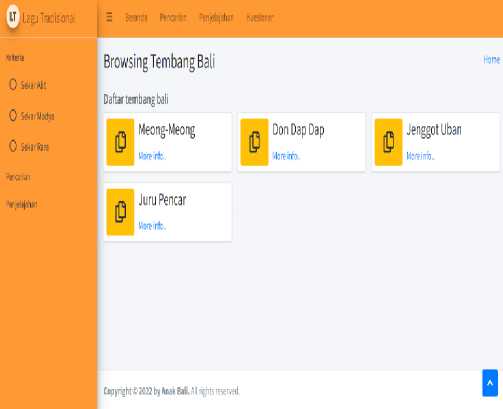 LT Lagu Tradisional
Beranda Pencarian Penjelajahan Kuesioner
Kriteria
Sekar Alit
Sekar Madya
Sekar Rare
Pencarian
Penjelajahan
Browsing Tembang Bali
Home
Daftar tembang bali
Meong-Meong
More info..
Don Dap Dap
More info..
Jenggot Uban
More info..
Juru Pencar
More info..
Copyright © 2022 by Anak Bali. All rights reserved.